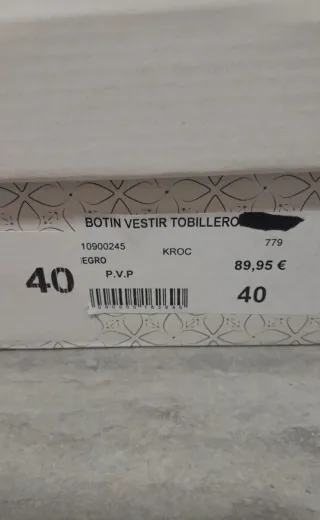 BOTIN VESTIR TOBILLERO
10900245 KROC 779
EGRO
P.V.P 89,95 €
40 40